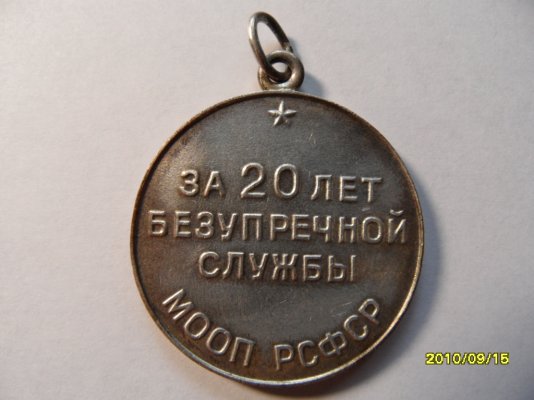 ЗА 20 ЛЕТ
БЕЗУПРЕЧНОЙ
СЛУЖБЫ
МООП РСФСР
2010/09/15